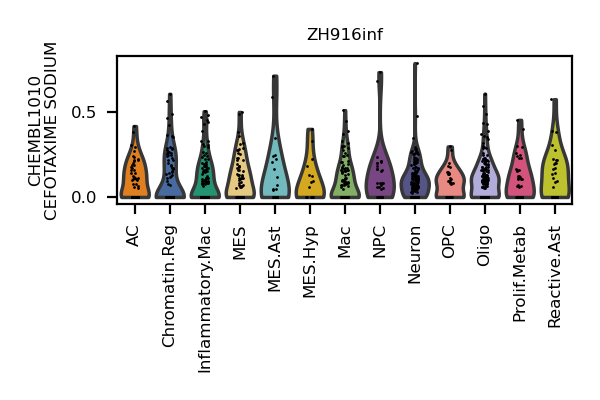 ZH916inf
CHEMBL1010
CEFOTAXIME SODIUM
0.5
0.0
AC
Chromatin.Reg
Inflammatory.Mac
MES
MES.Ast
MES.Hyp
Mac
NPC
Neuron
OPC
Oligo
Prolif.Metab
Reactive.Ast